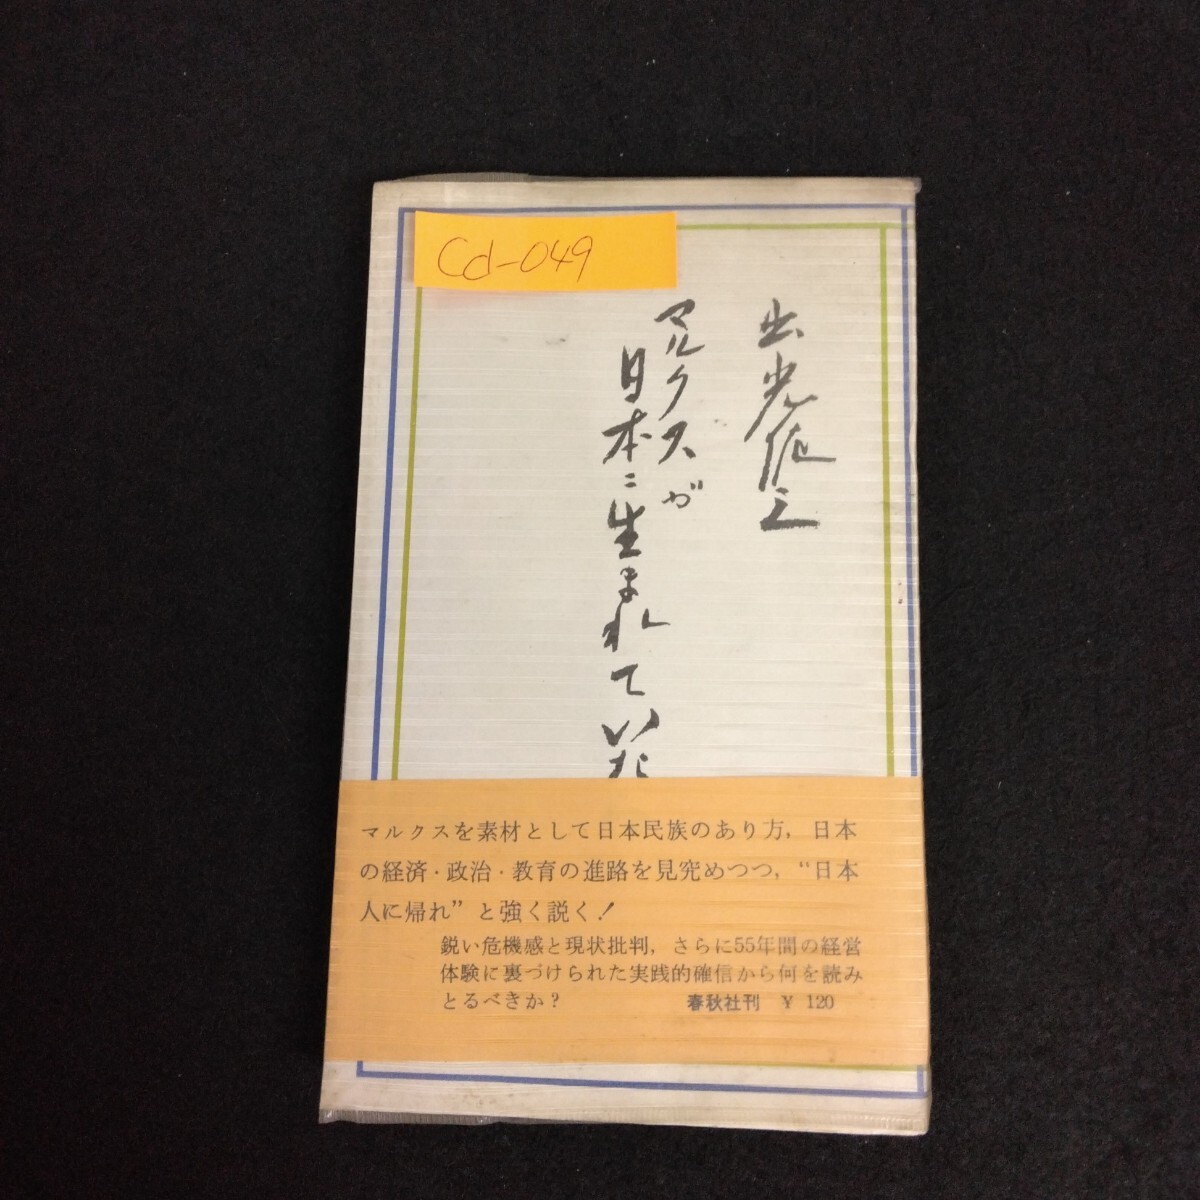 Cd-049
出光佐三
マルクスが
日本ニ生まれていた
マルクスを素材として日本民族のあり方，日本
の経済・政治・教育の進路を見究めつつ，“日本
人に帰れ”と強く説く！
鋭い危機感と現状批判，さらに55年間の経営
体験に裏づけられた実践的確信から何を読み
とるべきか？
春秋社刊 ¥ 120